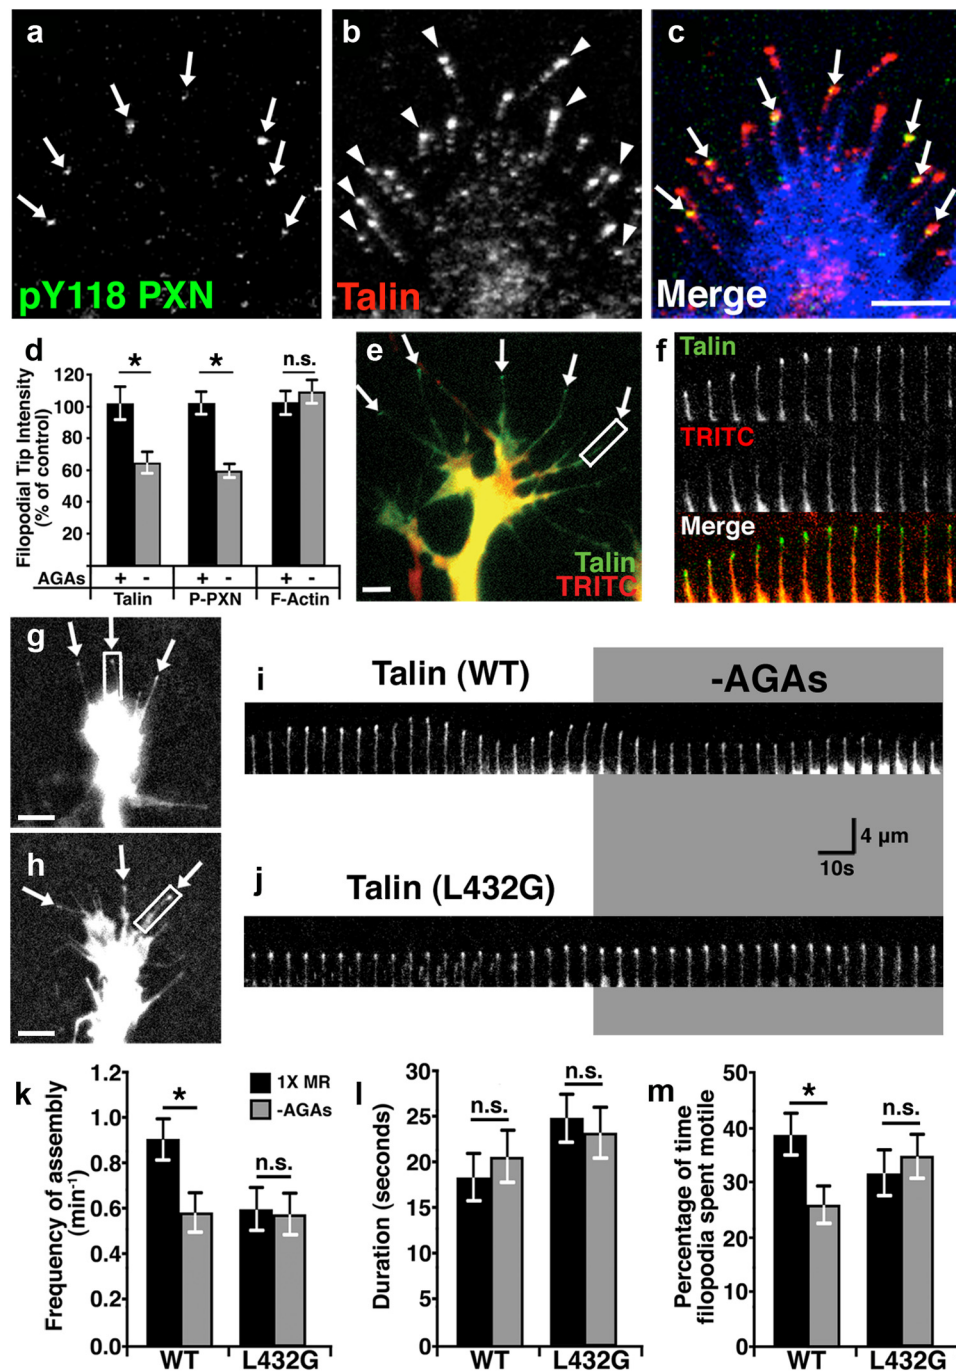 a
pY118 PXN
b
Talin
c
Merge
d
Filopodial Tip Intensity
(% of control)
120
100
80
60
40
20
*
*
n.s.
AGAs
+ - + - + -
Talin P-PXN F-Actin
e
Talin
TRITC
f
Talin
TRITC
Merge
g
h
i
Talin (WT)
-AGAs
4 µm
10s
j
Talin (L432G)
k
Frequency of assembly
(min-1)
1.2
1.0
0.8
0.6
0.4
0.2
0.0
*
n.s.
1X MR
-AGAs
WT L432G
l
Duration (seconds)
30
25
20
15
10
5
0
n.s.
n.s.
WT L432G
m
Percentage of time
filopodia spent motile
50
40
30
20
10
0
*
n.s.
WT L432G